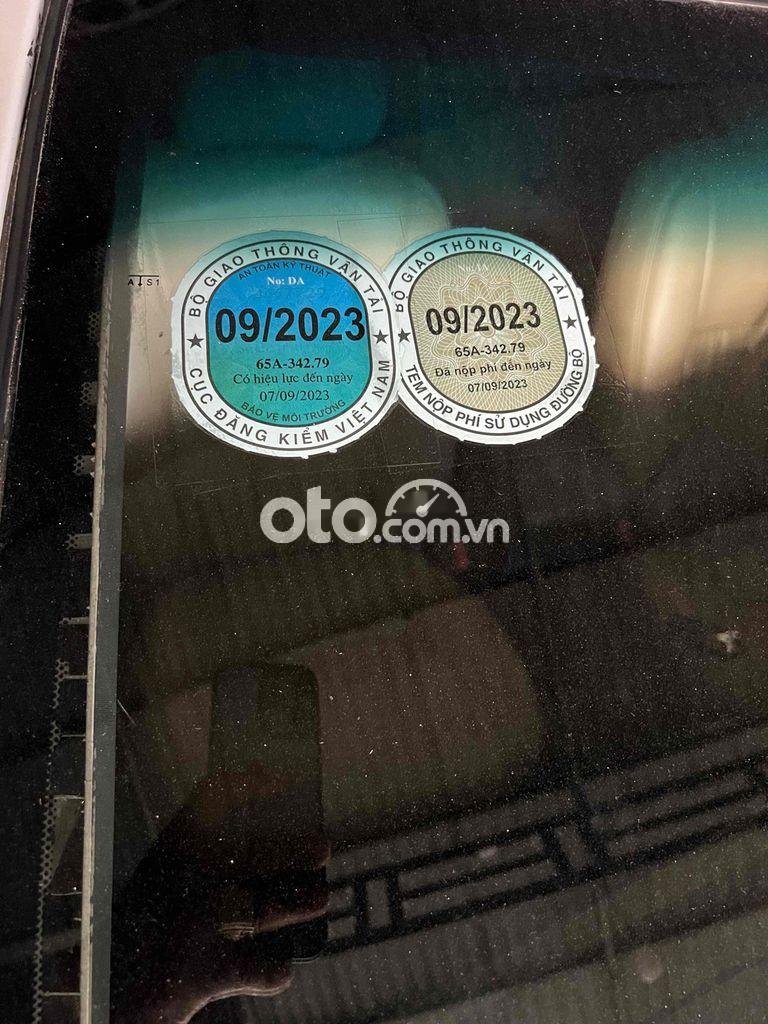 A S1
BỘ GIAO THÔNG VẬN TẢI
AN TOÀN KỸ THUẬT
No: DA
09/2023
65A-342.79
Có hiệu lực đến ngày
07/09/2023
BẢO VỆ MÔI TRƯỜNG
CỤC ĐĂNG KIỂM VIỆT NAM
BỘ GIAO THÔNG VẬN TẢI
09/2023
65A-342.79
Đã nộp phí đến ngày
07/09/2023
TEM NỘP PHÍ SỬ DỤNG ĐƯỜNG BỘ
oto.com.vn